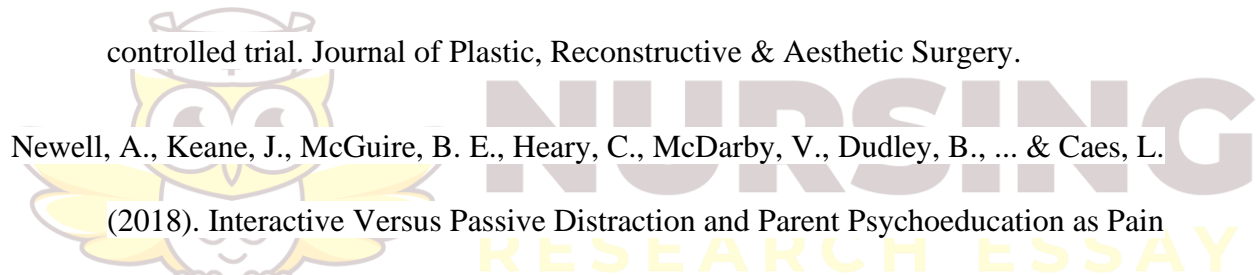 controlled trial. Journal of Plastic, Reconstructive & Aesthetic Surgery.
NURSING
Newell, A., Keane, J., McGuire, B. E., Heary, C., McDarby, V., Dudley, B., ... & Caes, L.
(2018). Interactive Versus Passive Distraction and Parent Psychoeducation as Pain
RESEARCH ESSAY